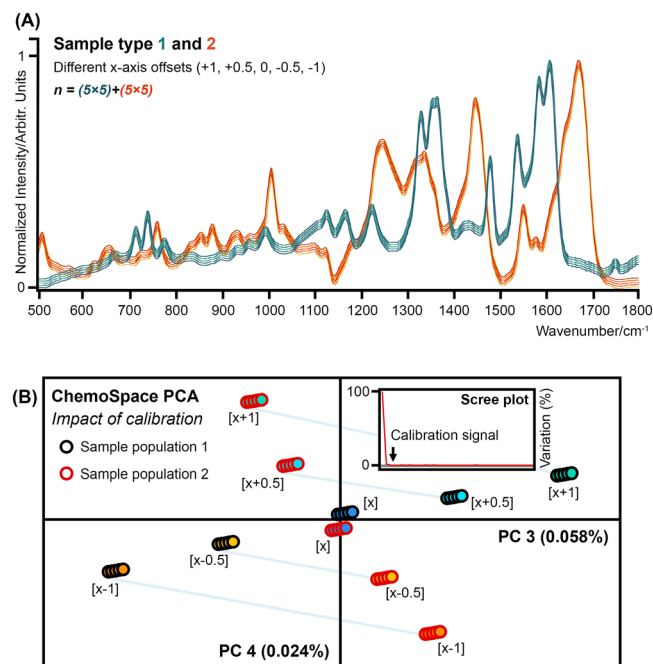 (A)
Sample type 1 and 2
Different x-axis offsets (+1, +0.5, 0, -0.5, -1)
n = (5×5)+(5×5)
Normalized Intensity/Arbitr. Units
1
0
500 600 700 800 900 1000 1100 1200 1300 1400 1500 1600 1700 1800
Wavenumber/cm-1
(B)
ChemoSpace PCA
Impact of calibration
Sample population 1
Sample population 2
[x+1]
[x+0.5]
[x]
[x]
[x-0.5]
[x-1]
100
0
Scree plot
Calibration signal
Variation (%)
[x+1]
[x+0.5]
PC 3 (0.058%)
[x-0.5]
[x-1]
PC 4 (0.024%)